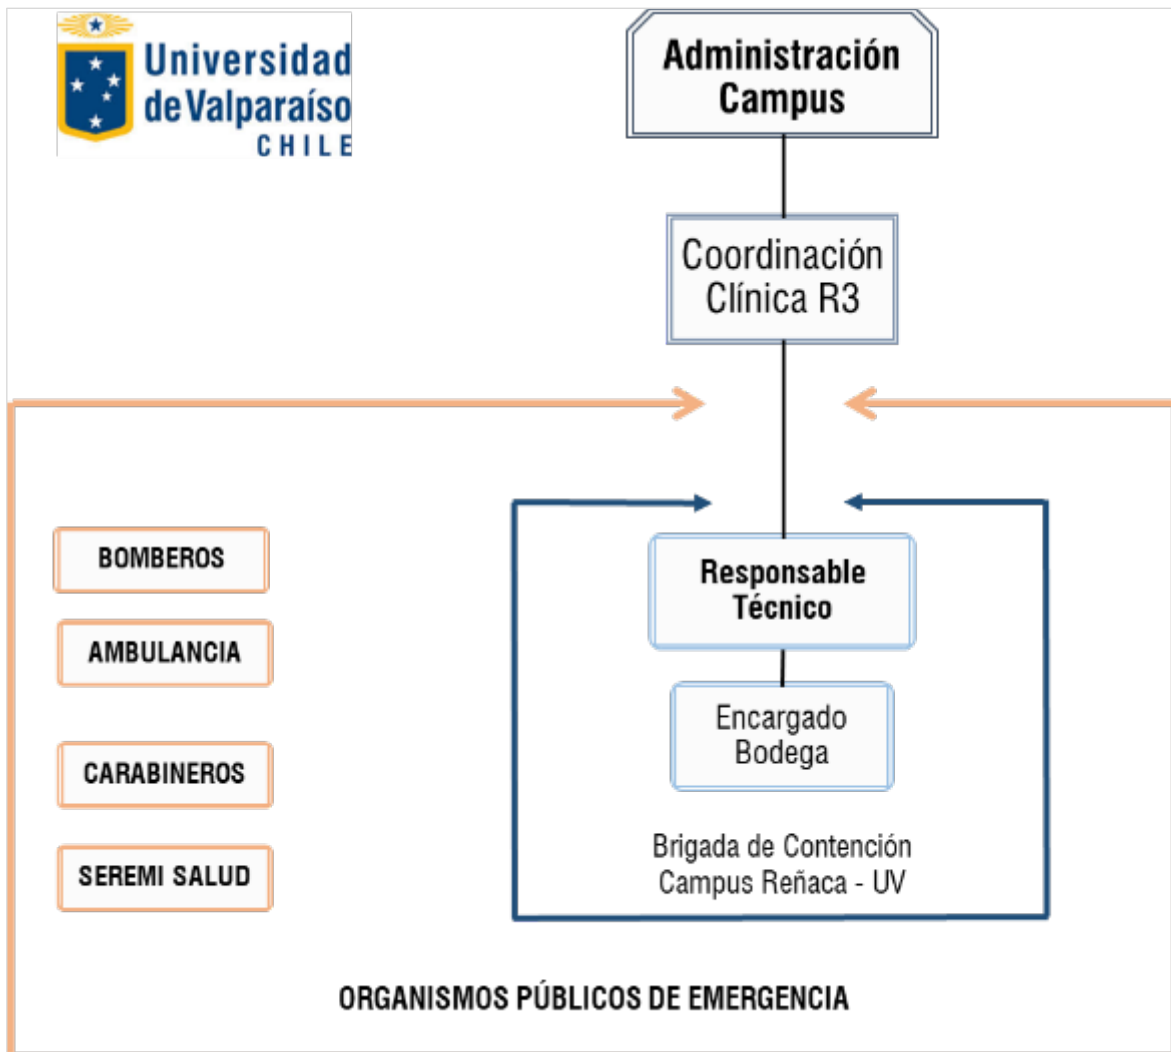 Universidad
de Valparaíso
CHILE
Administración
Campus
Coordinación
Clínica R3
BOMBEROS
AMBULANCIA
CARABINEROS
SEREMI SALUD
Responsable
Técnico
Encargado
Bodega
Brigada de Contención
Campus Reñaca - UV
ORGANISMOS PÚBLICOS DE EMERGENCIA